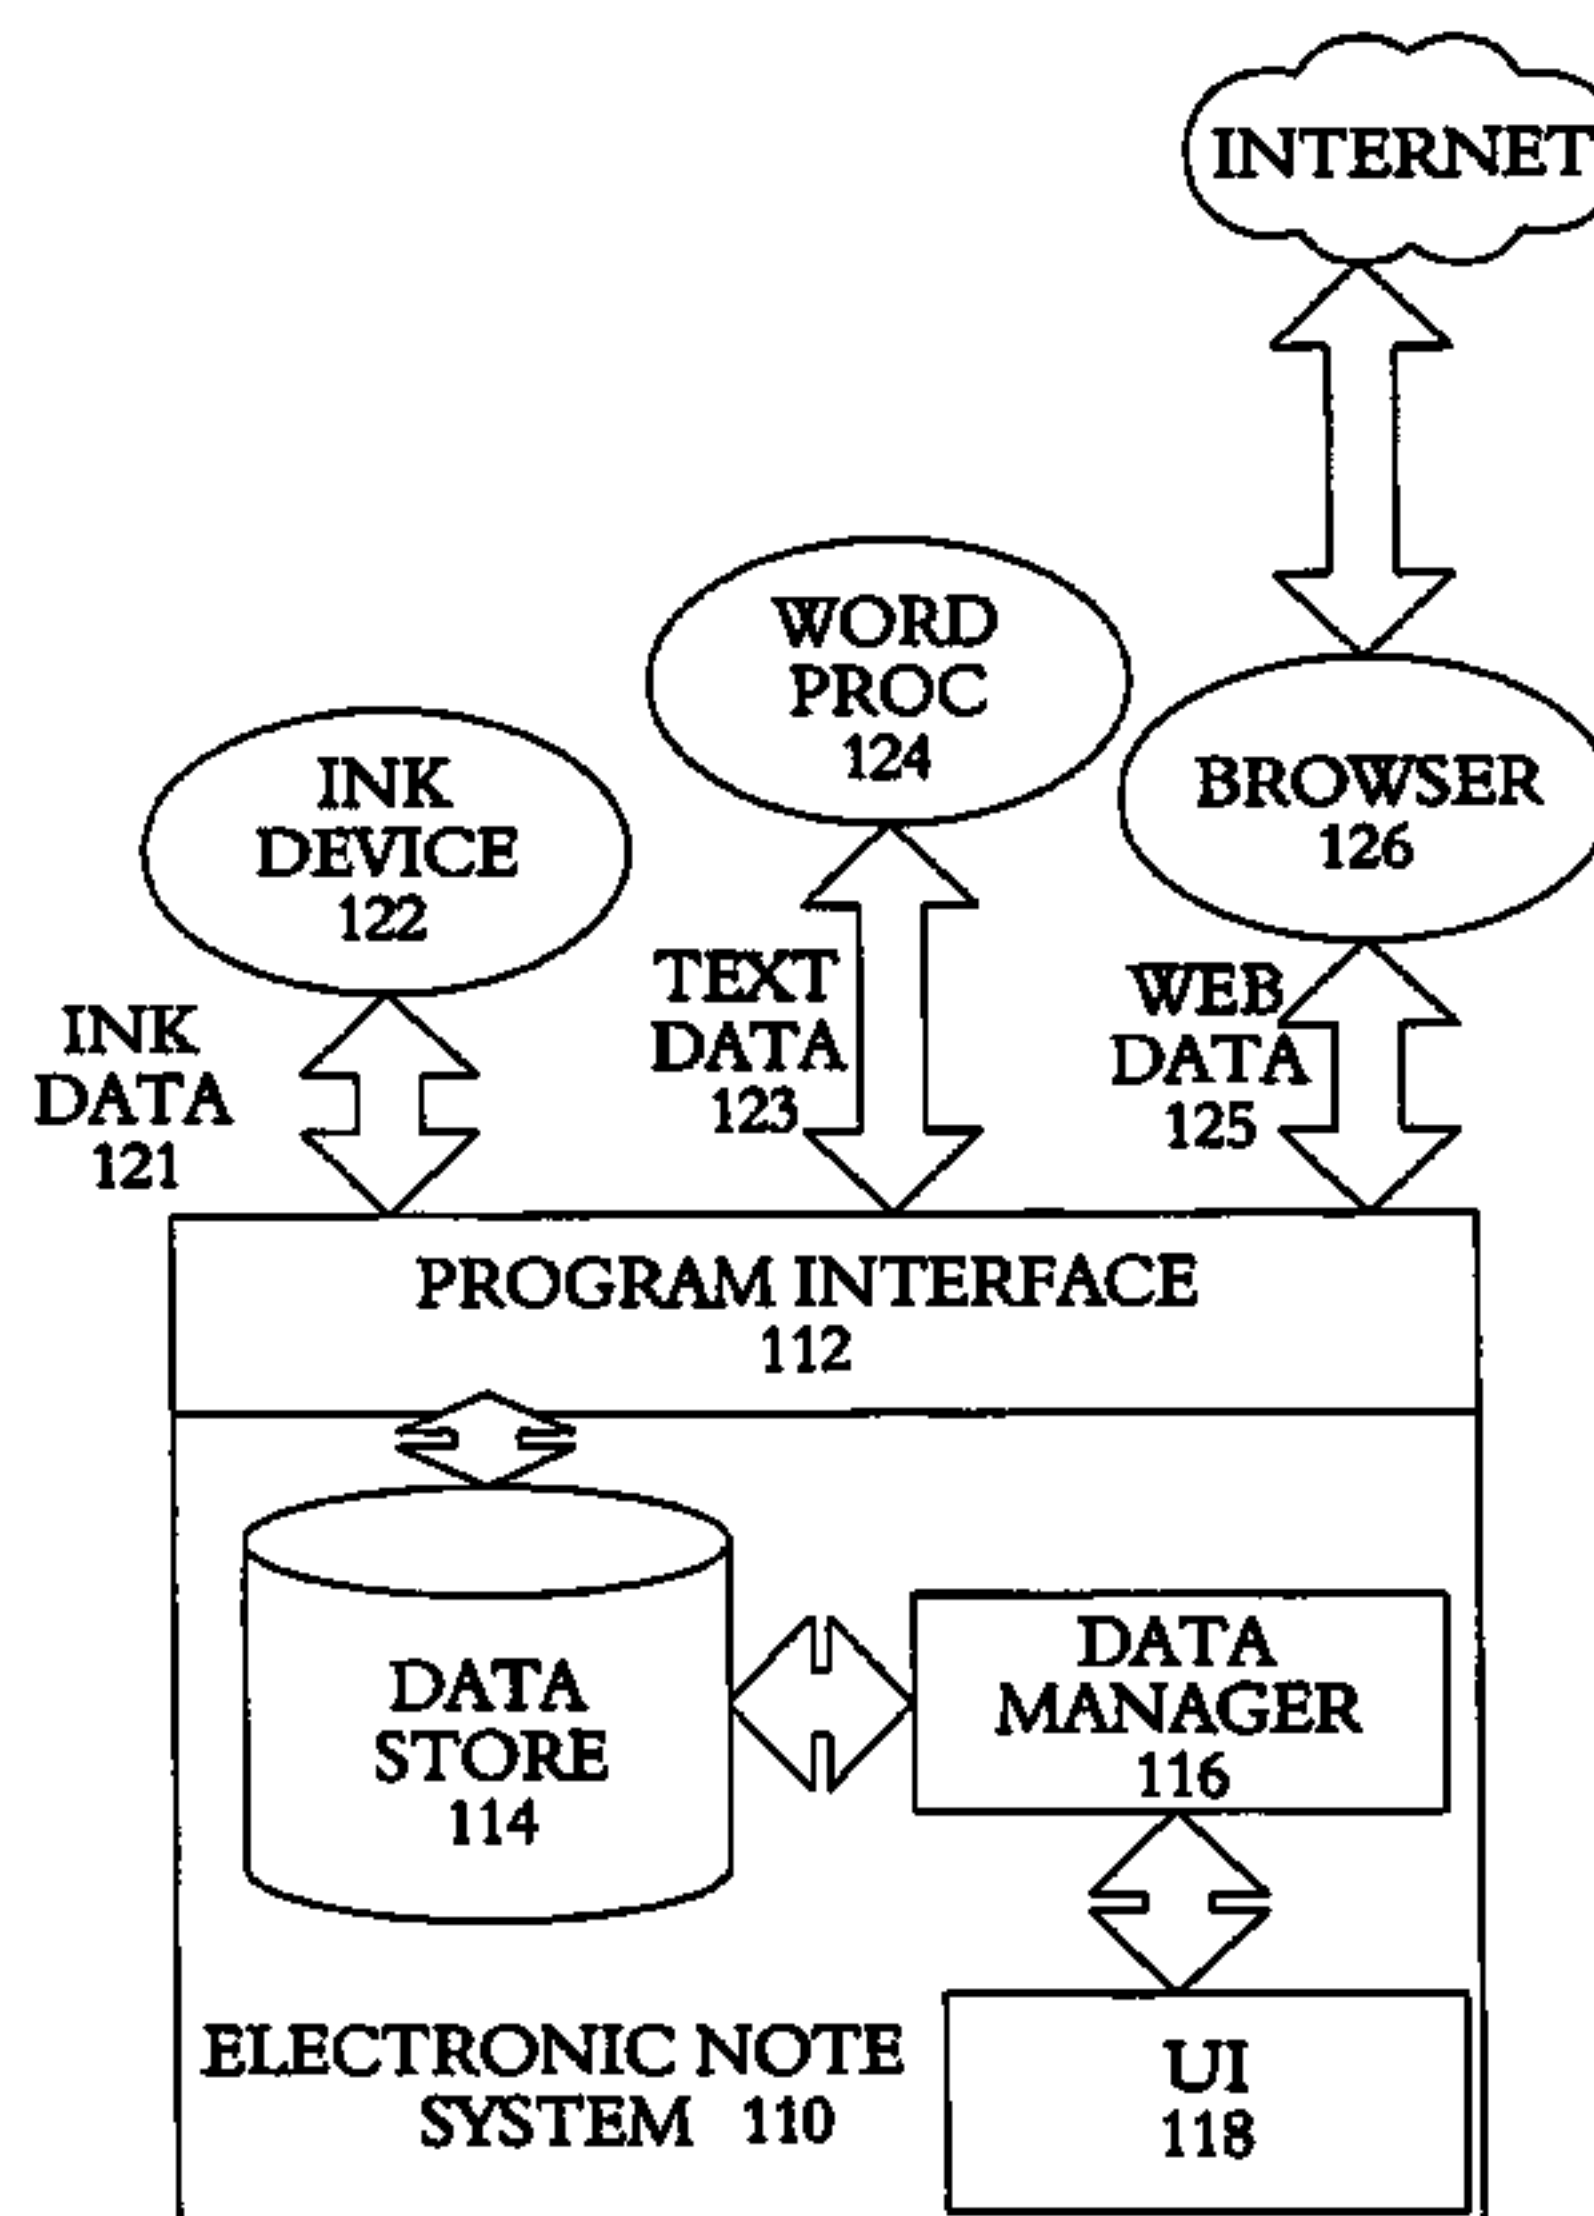 INTERNET
WORD
PROC
124
INK
DEVICE
122
BROWSER
126
INK
DATA
121
TEXT
DATA
123
WEB
DATA
125
PROGRAM INTERFACE
112
DATA
STORE
114
DATA
MANAGER
116
ELECTRONIC NOTE
SYSTEM 110
UI
118